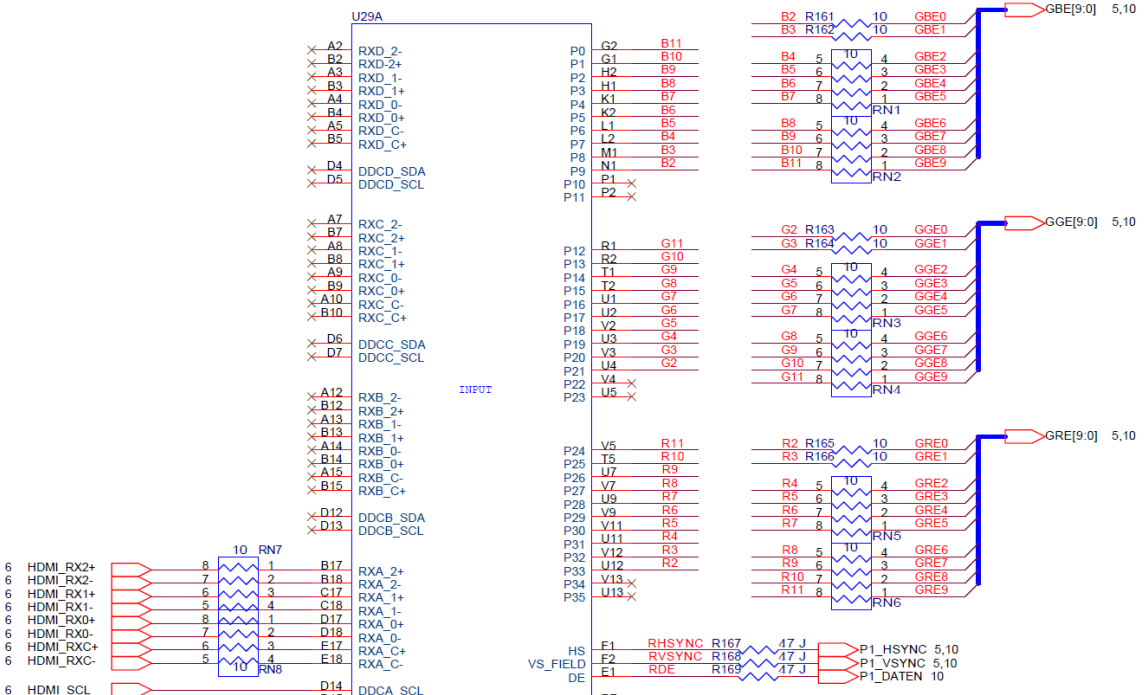 U29A
A2 RXD_2-
B2 RXD-2+
A3 RXD_1-
B3 RXD_1+
A4 RXD_0-
B4 RXD_0+
A5 RXD_C-
B5 RXD_C+
D4 DDCD_SDA
D5 DDCD_SCL
A7 RXC_2-
B7 RXC_2+
A8 RXC_1-
B8 RXC_1+
A9 RXC_0-
B9 RXC_0+
A10 RXC_C-
B10 RXC_C+
D6 DDCC_SDA
D7 DDCC_SCL
INPUT
A12 RXB_2-
B12 RXB_2+
A13 RXB_1-
B13 RXB_1+
A14 RXB_0-
B14 RXB_0+
A15 RXB_C-
B15 RXB_C+
D12 DDCB_SDA
D13 DDCB_SCL
10 RN7
6 HDMI_RX2+ 8 1 B17 RXA_2+
6 HDMI_RX2- 7 2 B18 RXA_2-
6 HDMI_RX1+ 6 3 C17 RXA_1+
6 HDMI_RX1- 5 4 C18 RXA_1-
6 HDMI_RX0+ 8 1 D17 RXA_0+
6 HDMI_RX0- 7 2 D18 RXA_0-
6 HDMI_RXC+ 6 3 E17 RXA_C+
6 HDMI_RXC- 5 4 E18 RXA_C-
10 RN8
6 HDMI_SCL D14 DDCA_SCL
P0 G2 B11
P1 G1 B10
P2 H2 B9
P3 H1 B8
P4 K1 B7
P5 K2 B6
P6 L1 B5
P7 L2 B4
P8 M1 B3
P9 N1 B2
P10 P1
P11 P2
P12 R1 G11
P13 R2 G10
P14 T1 G9
P15 T2 G8
P16 U1 G7
P17 U2 G6
P18 V2 G5
P19 U3 G4
P20 V3 G3
P21 U4 G2
P22 V4
P23 U5
P24 V5 R11
P25 T5 R10
P26 U7 R9
P27 V7 R8
P28 U9 R7
P29 V9 R6
P30 V11 R5
P31 U11 R4
P32 V12 R3
P33 U12 R2
P34 V13
P35 U13
HS F1 RHSYNC R167 47 J P1_HSYNC 5,10
VS_FIELD F2 RVSYNC R168 47 J P1_VSYNC 5,10
DE E1 RDE R169 47 J P1_DATEN 10
GBE[9:0] 5,10
B2 R161 10 GBE0
B3 R162 10 GBE1
10
B4 5 4 GBE2
B5 6 3 GBE3
B6 7 2 GBE4
B7 8 1 GBE5
RN1
10
B8 5 4 GBE6
B9 6 3 GBE7
B10 7 2 GBE8
B11 8 1 GBE9
RN2
GGE[9:0] 5,10
G2 R163 10 GGE0
G3 R164 10 GGE1
10
G4 5 4 GGE2
G5 6 3 GGE3
G6 7 2 GGE4
G7 8 1 GGE5
RN3
10
G8 5 4 GGE6
G9 6 3 GGE7
G10 7 2 GGE8
G11 8 1 GGE9
RN4
GRE[9:0] 5,10
R2 R165 10 GRE0
R3 R166 10 GRE1
10
R4 5 4 GRE2
R5 6 3 GRE3
R6 7 2 GRE4
R7 8 1 GRE5
RN5
10
R8 5 4 GRE6
R9 6 3 GRE7
R10 7 2 GRE8
R11 8 1 GRE9
RN6